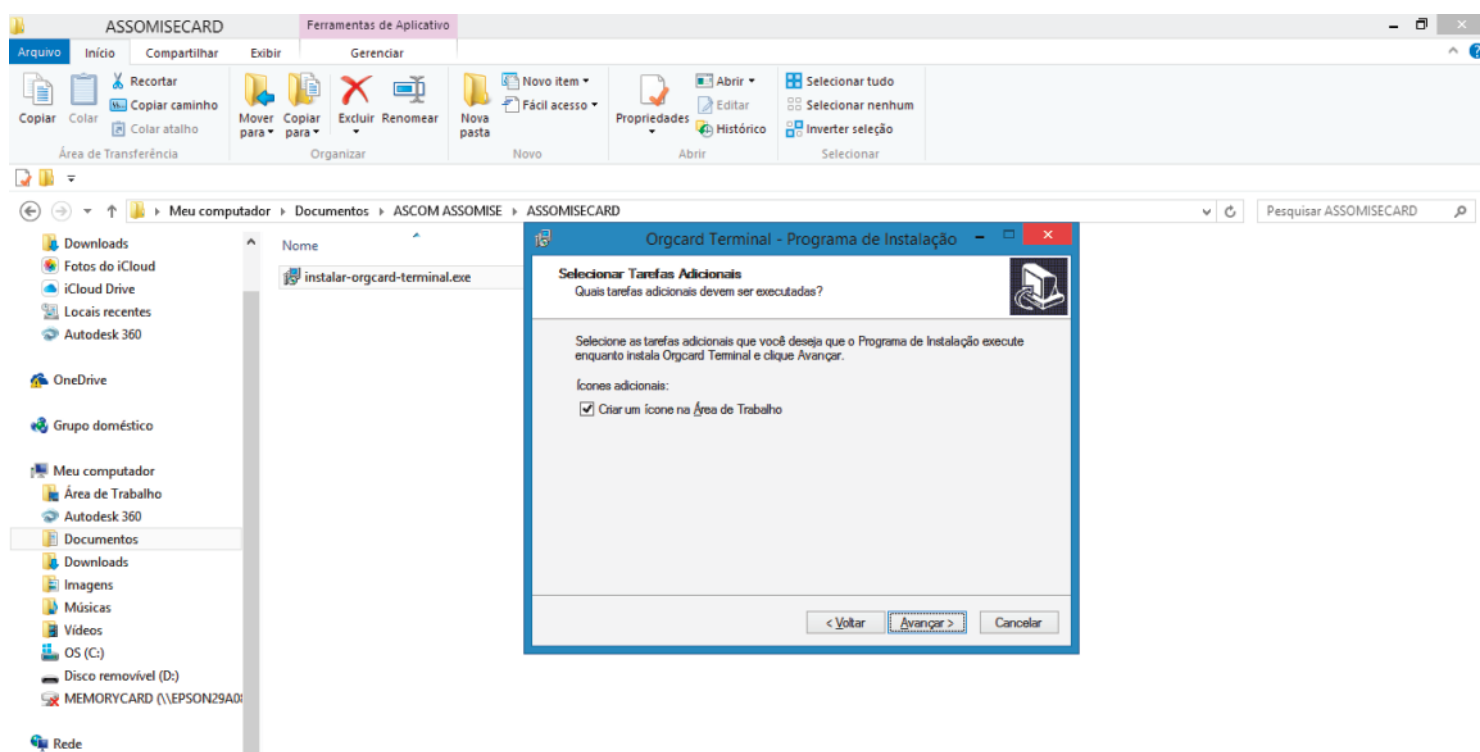 ASSOMISECARD
Ferramentas de Aplicativo
Arquivo Início Compartilhar Exibir Gerenciar
Copiar
Colar
Recortar
Copiar caminho
Colar atalho
Área de Transferência
Mover para
Copiar para
Excluir
Renomear
Organizar
Nova pasta
Novo item
Fácil acesso
Novo
Propriedades
Abrir
Editar
Histórico
Abrir
Selecionar tudo
Selecionar nenhum
Inverter seleção
Selecionar
Meu computador Documentos ASCOM ASSOMISE ASSOMISECARD
Pesquisar ASSOMISECARD
Downloads
Fotos do iCloud
iCloud Drive
Locais recentes
Autodesk 360
OneDrive
Grupo doméstico
Meu computador
Área de Trabalho
Autodesk 360
Documentos
Downloads
Imagens
Músicas
Vídeos
OS (C:)
Disco removível (D:)
MEMORYCARD (\\EPSON29A0
Rede
Nome
instalar-orgcard-terminal.exe
Orgcard Terminal - Programa de Instalação
Selecionar Tarefas Adicionais
Quais tarefas adicionais devem ser executadas?
Selecione as tarefas adicionais que você deseja que o Programa de Instalação execute
enquanto instala Orgcard Terminal e clique Avançar.
Ícones adicionais:
Criar um ícone na Área de Trabalho
< Voltar
Avançar >
Cancelar